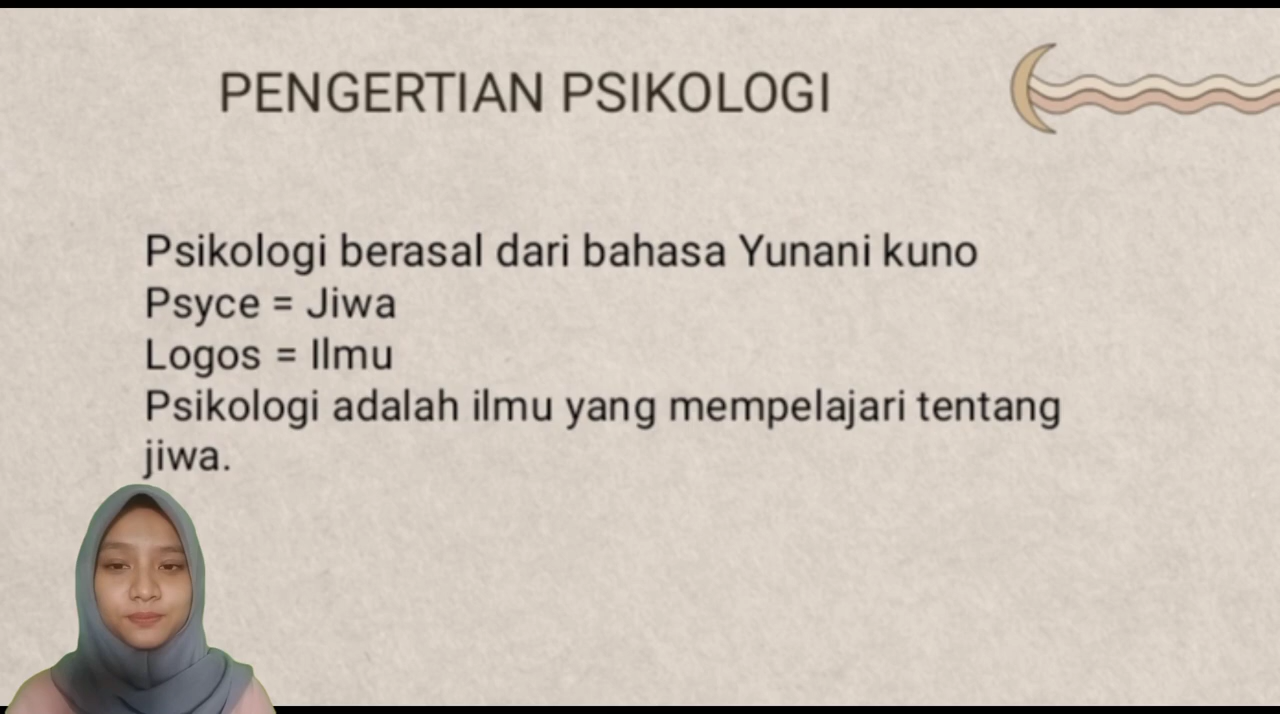 PENGERTIAN PSIKOLOGI
Psikologi berasal dari bahasa Yunani kuno
Psyce = Jiwa
Logos = Ilmu
Psikologi adalah ilmu yang mempelajari tentang
jiwa.